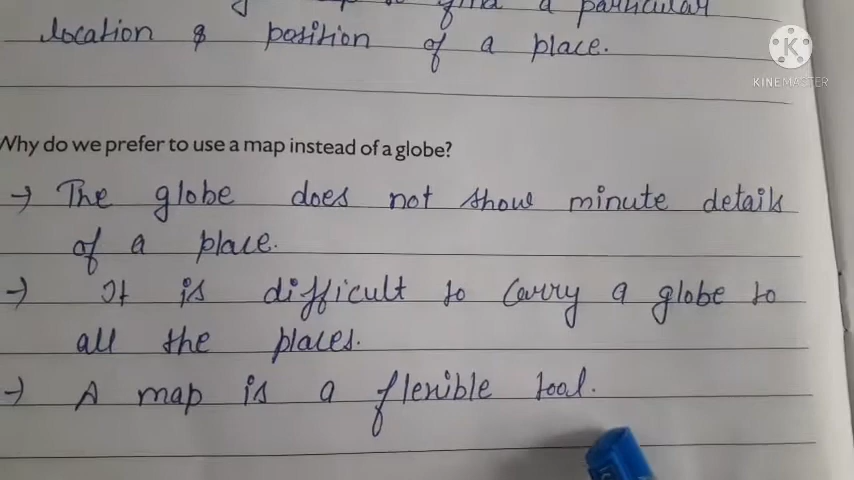 find a particular
location & position of a place.
KINEMASTER
Why do we prefer to use a map instead of a globe?
→ The globe does not show minute details
of a place.
→ It is difficult to carry a globe to
all the places.
→ A map is a flexible tool.